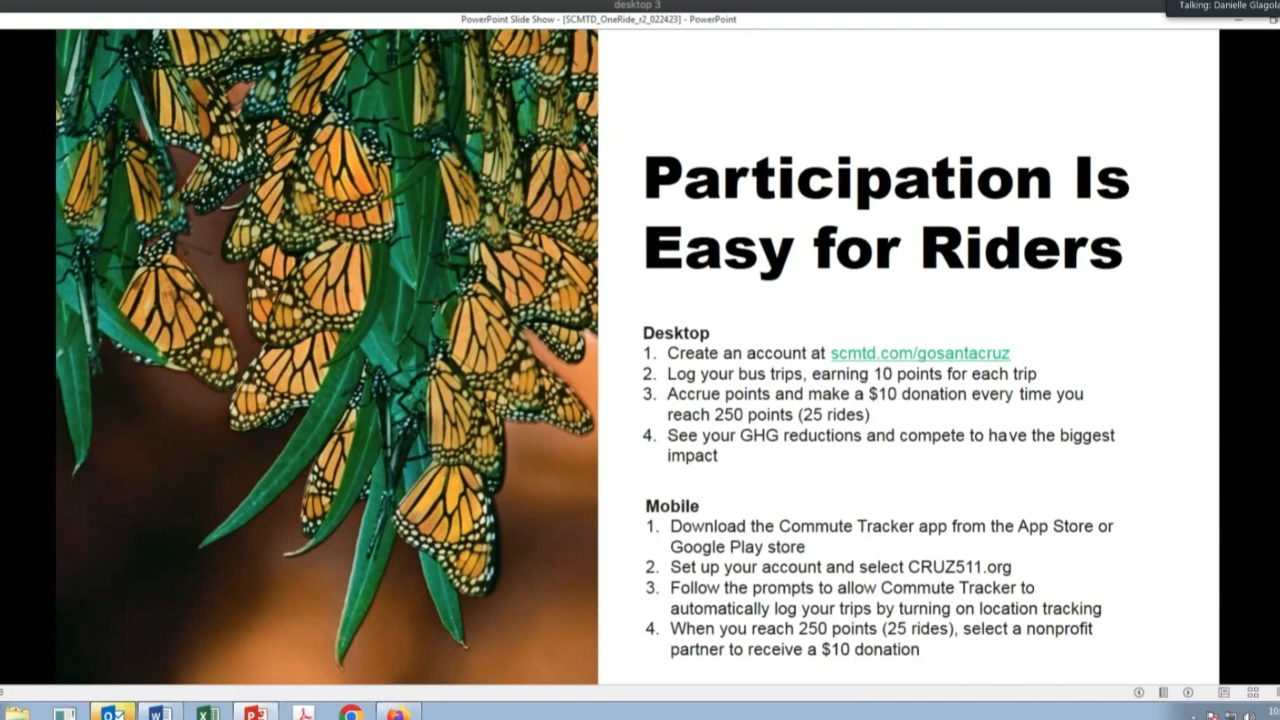 desktop 3
Talking: Danielle Glagola
PowerPoint Slide Show - [SCMTD_OneRide_r2_022423] - PowerPoint
Participation Is
Easy for Riders
Desktop
1. Create an account at scmtd.com/gosantacruz
2. Log your bus trips, earning 10 points for each trip
3. Accrue points and make a $10 donation every time you
reach 250 points (25 rides)
4. See your GHG reductions and compete to have the biggest
impact
Mobile
1. Download the Commute Tracker app from the App Store or
Google Play store
2. Set up your account and select CRUZ511.org
3. Follow the prompts to allow Commute Tracker to
automatically log your trips by turning on location tracking
4. When you reach 250 points (25 rides), select a nonprofit
partner to receive a $10 donation